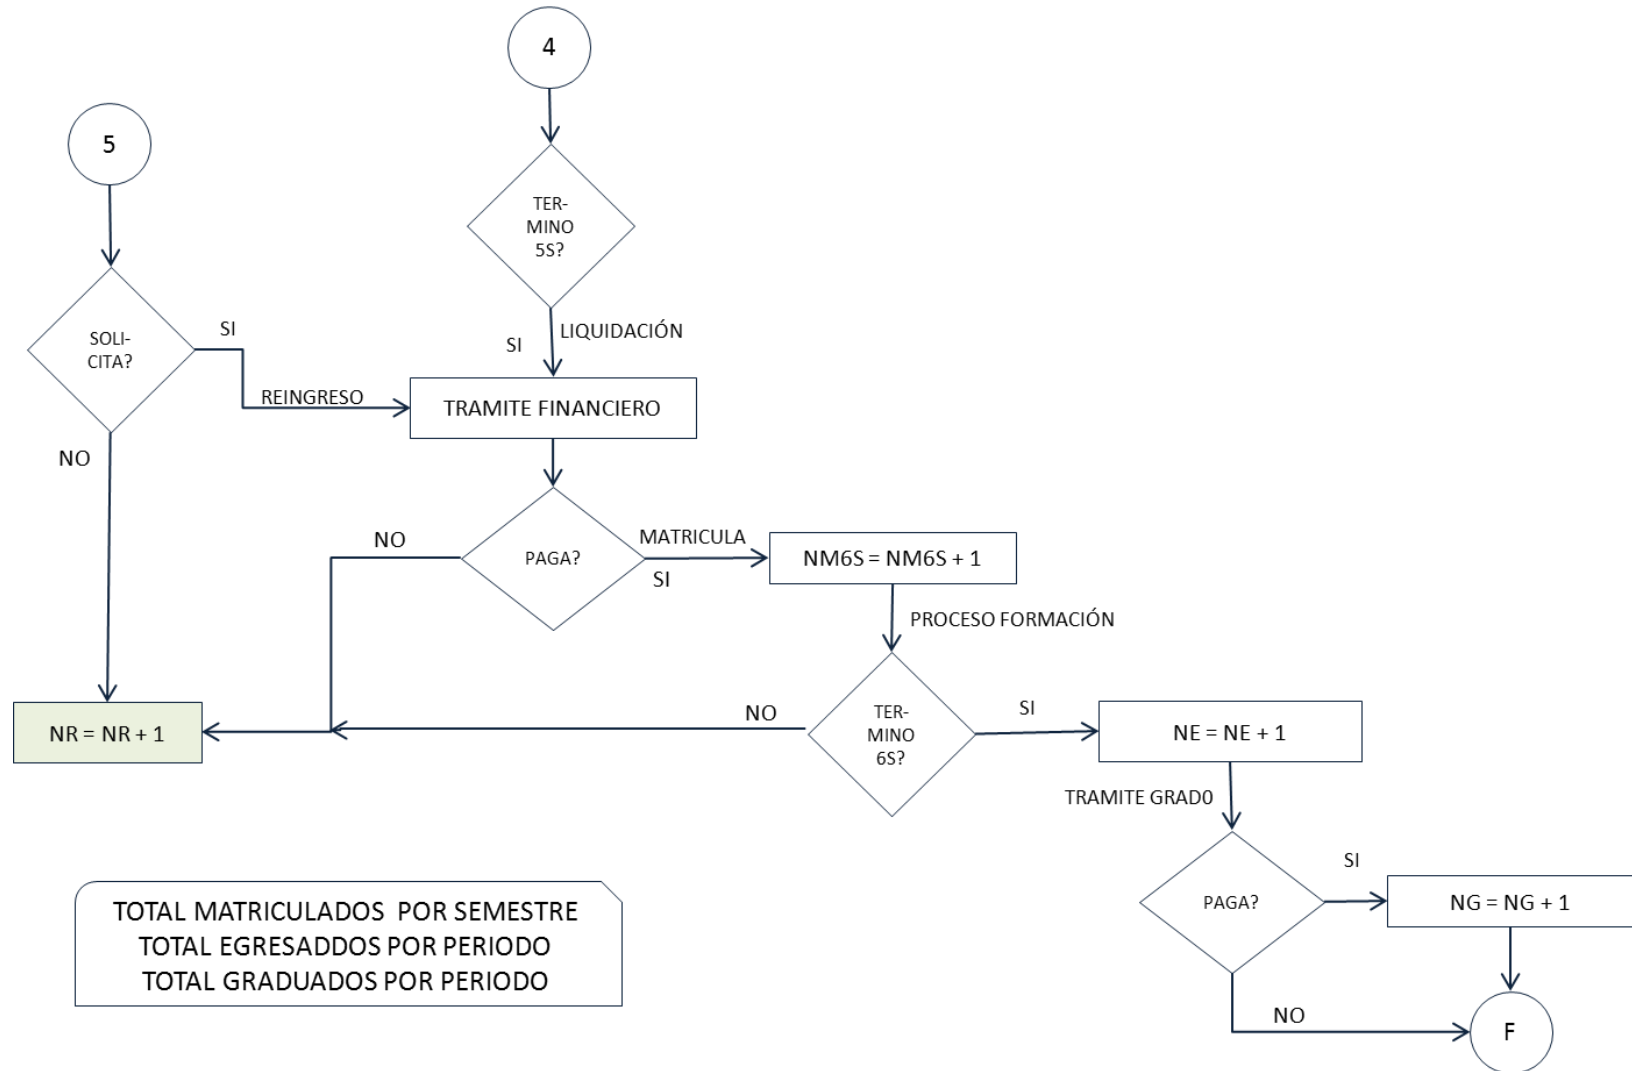 4
5
TER-
MINO
5S?
SOLI-
CITA?
SI
LIQUIDACIÓN
SI
REINGRESO
TRAMITE FINANCIERO
NO
NO
PAGA?
MATRICULA
SI
NM6S = NM6S + 1
PROCESO FORMACIÓN
NR = NR + 1
NO
TER-
MINO
6S?
SI
NE = NE + 1
TRAMITE GRAD0
PAGA?
SI
NG = NG + 1
NO
F
TOTAL MATRICULADOS POR SEMESTRE
TOTAL EGRESADDOS POR PERIODO
TOTAL GRADUADOS POR PERIODO